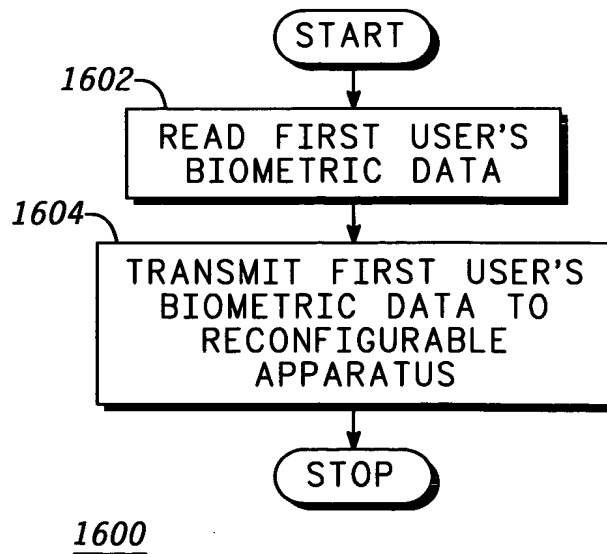 START
1602
READ FIRST USER'S
BIOMETRIC DATA
1604
TRANSMIT FIRST USER'S
BIOMETRIC DATA TO
RECONFIGURABLE
APPARATUS
STOP
1600